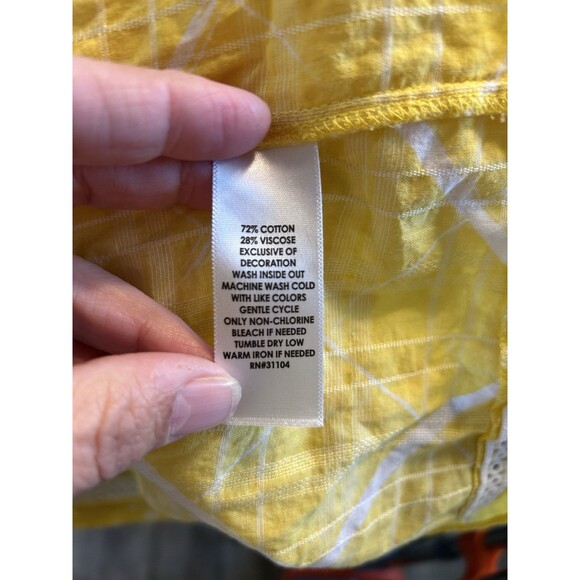 72% COTTON
28% VISCOSE
EXCLUSIVE OF
DECORATION
WASH INSIDE OUT
MACHINE WASH COLD
WITH LIKE COLORS
GENTLE CYCLE
ONLY NON-CHLORINE
BLEACH IF NEEDED
TUMBLE DRY LOW
WARM IRON IF NEEDED
RN#31104